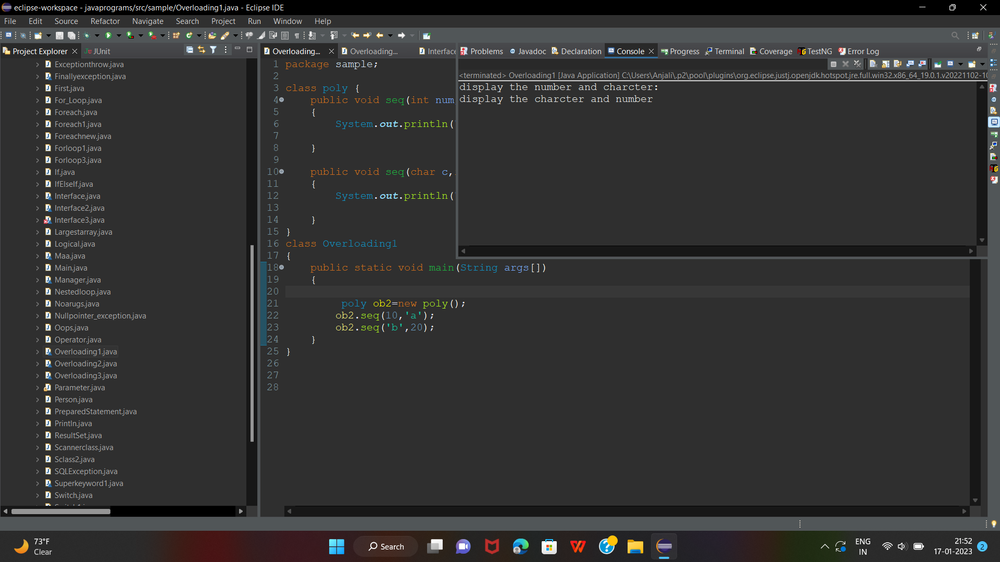 eclipse-workspace - javaprograms/src/sample/Overloading1.java - Eclipse IDE
File Edit Source Refactor Navigate Search Project Run Window Help
Project Explorer JUnit
Exceptionthrow.java
Finallyexception.java
First.java
For_Loop.java
Foreach.java
Foreach1.java
Foreachnew.java
Forloop1.java
Forloop3.java
If.java
IfElseIf.java
Interface.java
Interface2.java
Interface3.java
Largestarray.java
Logical.java
Maa.java
Main.java
Manager.java
Nestedloop.java
Noarugs.java
Nullpointer_exception.java
Oops.java
Operator.java
Overloading1.java
Overloading2.java
Overloading3.java
Parameter.java
Person.java
PreparedStatement.java
Println.java
ResultSet.java
Scannerclass.java
Sclass2.java
SQLException.java
Superkeyword1.java
Switch.java
Overloading... Overloading... Interface
1 package sample;
2
3 class poly {
4 public void seq(int num
5 {
6 System.out.println(
7
8 }
9
10 public void seq(char c,
11 {
12 System.out.println(
13
14 }
15 }
16 class Overloading1
17 {
18 public static void main(String args[])
19 {
20
21 poly ob2=new poly();
22 ob2.seq(10,'a');
23 ob2.seq('b',20);
24 }
25 }
26
27
28
Problems Javadoc Declaration Console Progress Terminal Coverage TestNG Error Log
<terminated> Overloading1 [Java Application] C:\Users\Anjali\.p2\pool\plugins\org.eclipse.justj.openjdk.hotspot.jre.full.win32.x86_64_19.0.1.v20221102-10
display the number and charcter:
display the charcter and number
73°F
Clear
Search
ENG
IN
21:52
17-01-2023
2